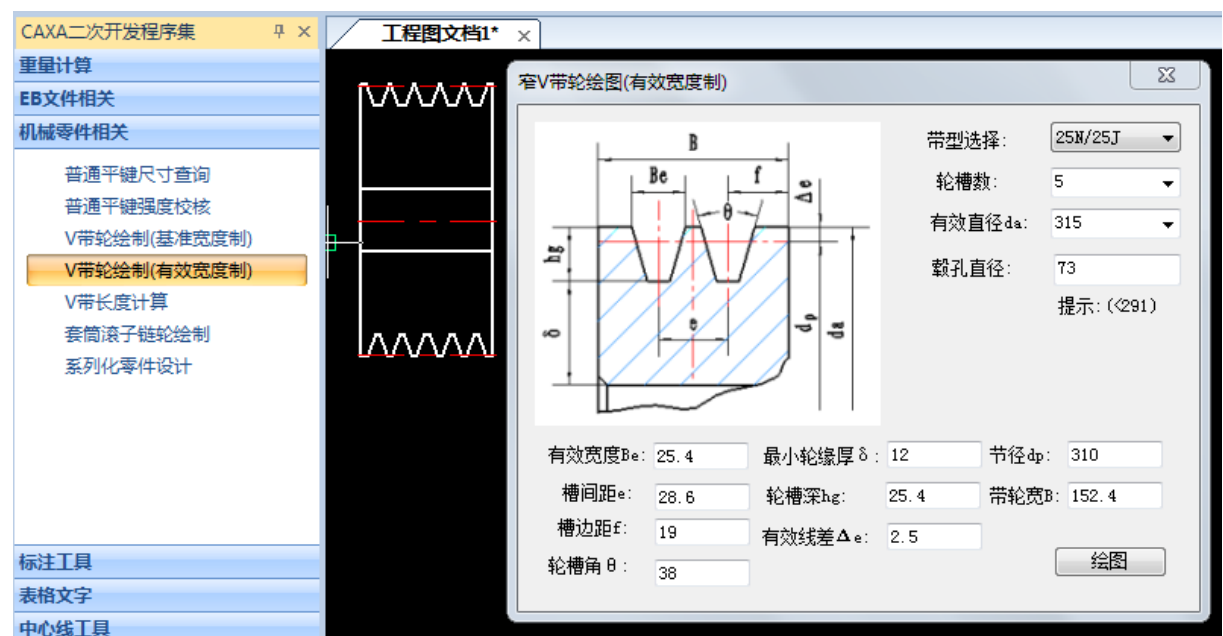 CAXA二次开发程序集
重量计算
EB文件相关
机械零件相关
普通平键尺寸查询
普通平键强度校核
V带轮绘制(基准宽度制)
V带轮绘制(有效宽度制)
V带长度计算
套筒滚子链轮绘制
系列化零件设计
标注工具
表格文字
中心线工具
工程图文档1*
窄V带轮绘图(有效宽度制)
B
Be
f
Δe
θ
hg
δ
e
dp
da
带型选择: 25N/25J
轮槽数: 5
有效直径da: 315
毂孔直径: 73
提示: (<291)
有效宽度Be: 25.4 最小轮缘厚δ: 12 节径dp: 310
槽间距e: 28.6 轮槽深hg: 25.4 带轮宽B: 152.4
槽边距f: 19 有效线差Δe: 2.5
轮槽角θ: 38
绘图